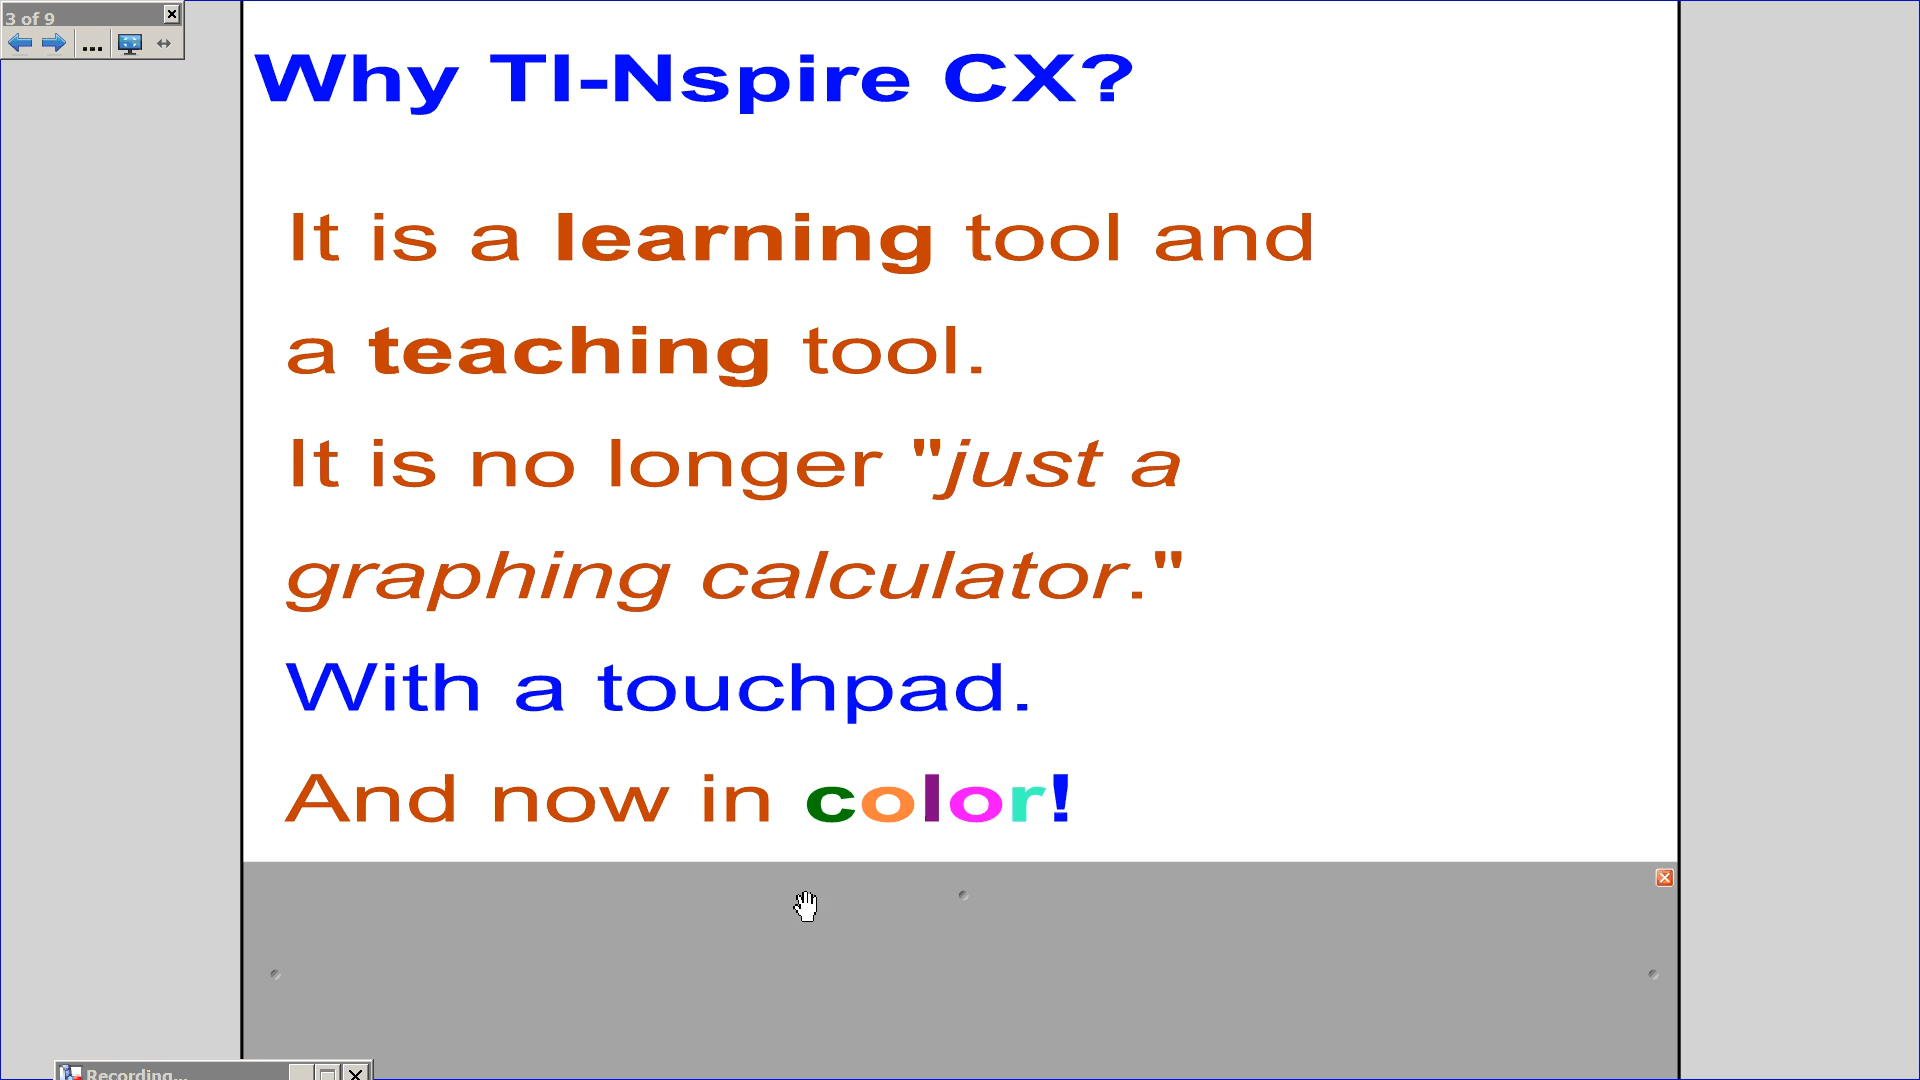 3 of 9
...
Why TI-Nspire CX?
It is a learning tool and
a teaching tool.
It is no longer "just a
graphing calculator."
With a touchpad.
And now in color!
Recording...